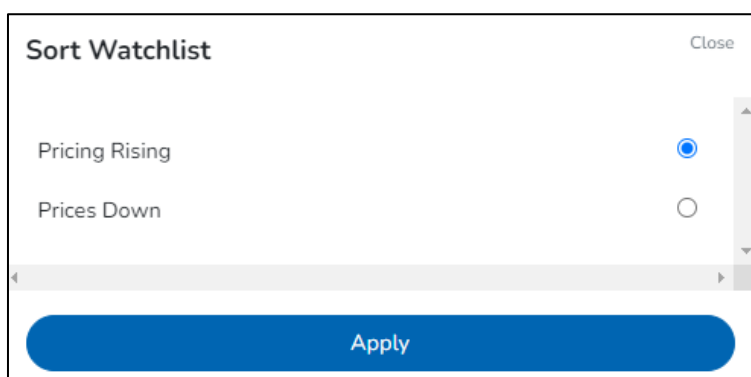 Sort Watchlist
Close
Pricing Rising
Prices Down
Apply